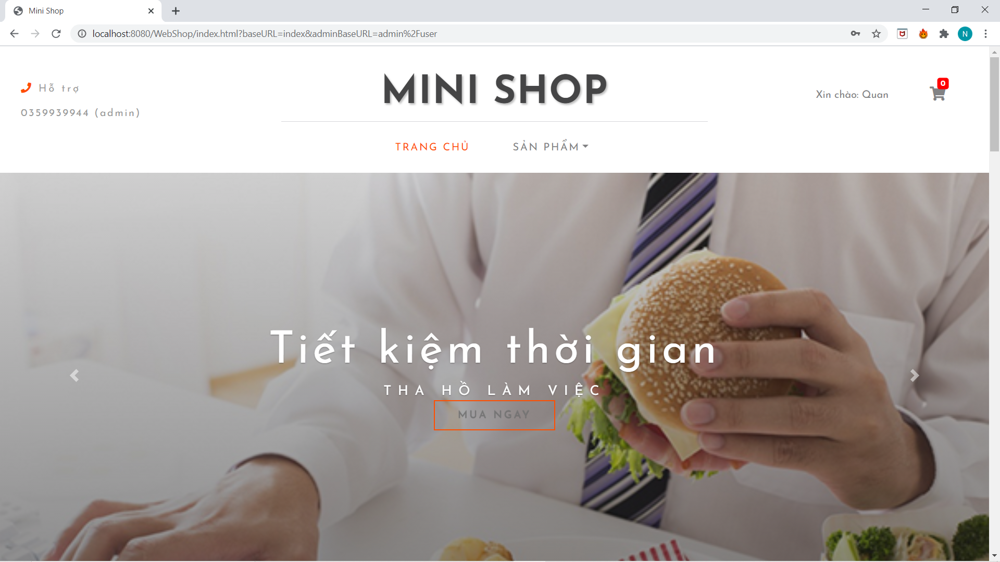 Mini Shop
localhost:8080/WebShop/index.html?baseURL=index&adminBaseURL=admin%2Fuser
N
Hỗ trợ
0359939944 (admin)
MINI SHOP
Xin chào: Quan
0
TRANG CHỦ
SẢN PHẨM
Tiết kiệm thời gian
THA HỒ LÀM VIỆC
MUA NGAY